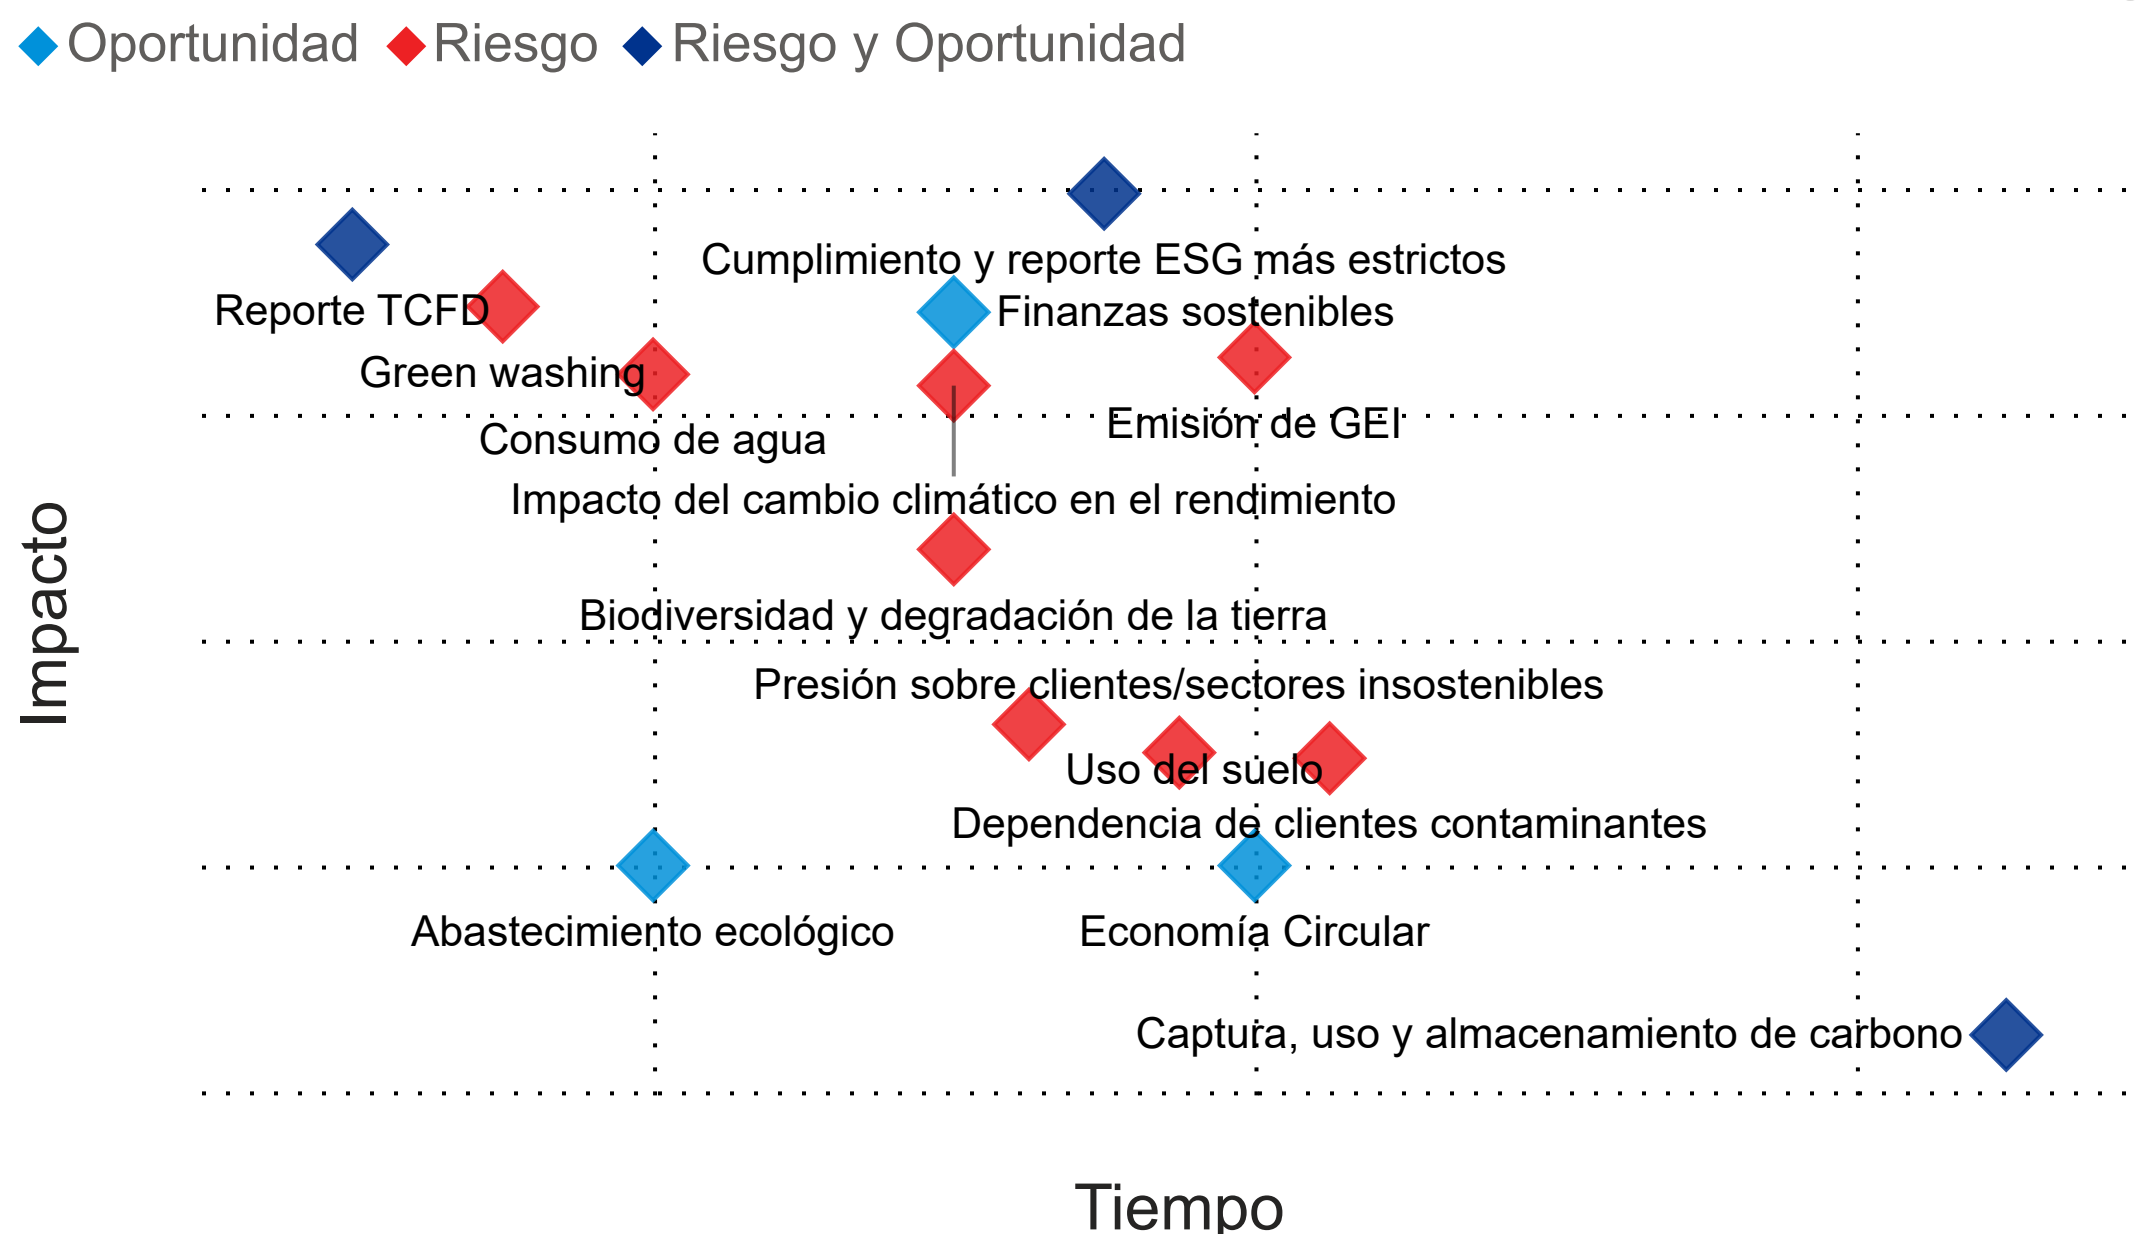 Oportunidad Riesgo Riesgo y Oportunidad
Cumplimiento y reporte ESG más estrictos
Reporte TCFD
Finanzas sostenibles
Green washing
Emisión de GEI
Consumo de agua
Impacto del cambio climático en el rendimiento
Biodiversidad y degradación de la tierra
Impacto
Presión sobre clientes/sectores insostenibles
Uso del suelo
Dependencia de clientes contaminantes
Abastecimiento ecológico
Economía Circular
Captura, uso y almacenamiento de carbono
Tiempo